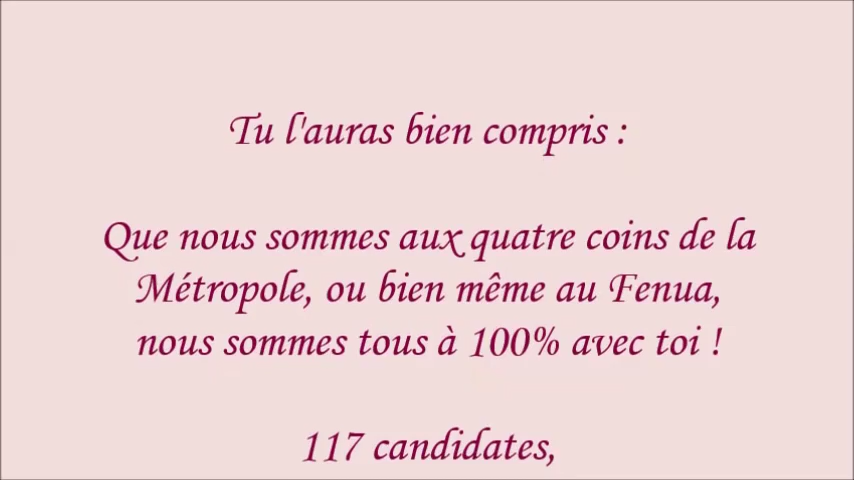 Tu l'auras bien compris :
Que nous sommes aux quatre coins de la
Métropole, ou bien même au Fenua,
nous sommes tous à 100% avec toi !
117 candidates,